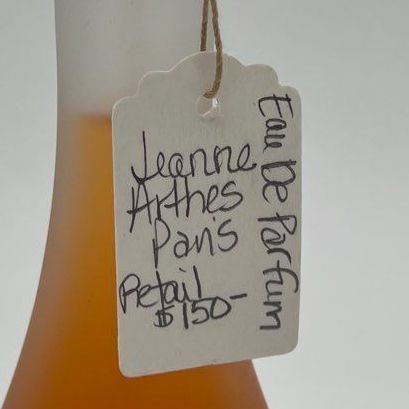 Jeanne
Arthes
Paris
Retail
$150-
Eau De Parfum